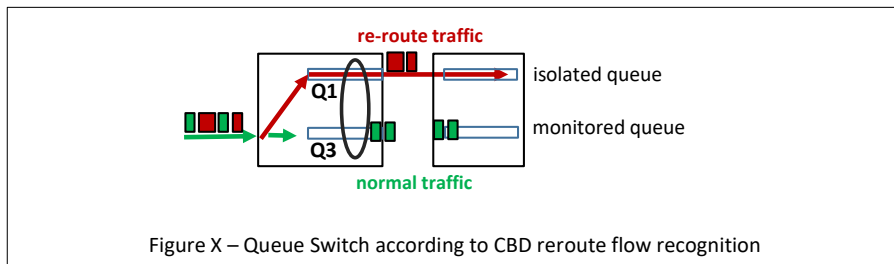 re-route traffic
isolated queue
Q1
monitored queue
Q3
normal traffic
Figure X – Queue Switch according to CBD reroute flow recognition